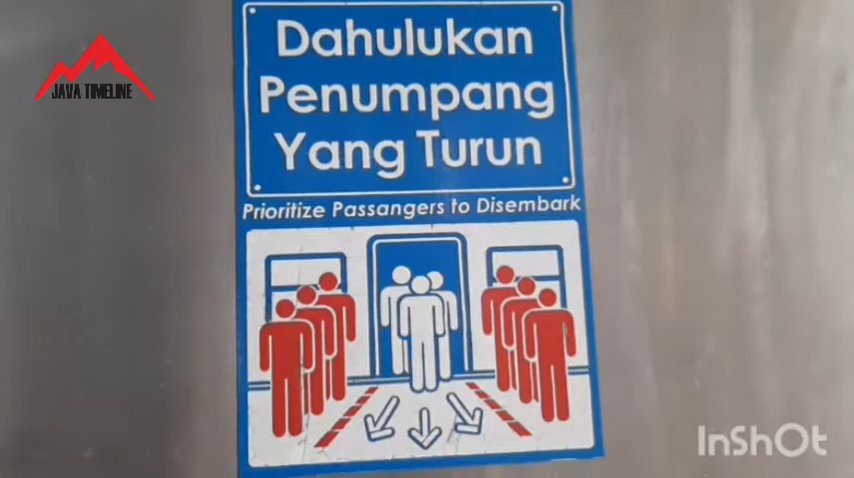 JAVA TIMELINE
Dahulukan
Penumpang
Yang Turun
Prioritize Passangers to Disembark
InShOt